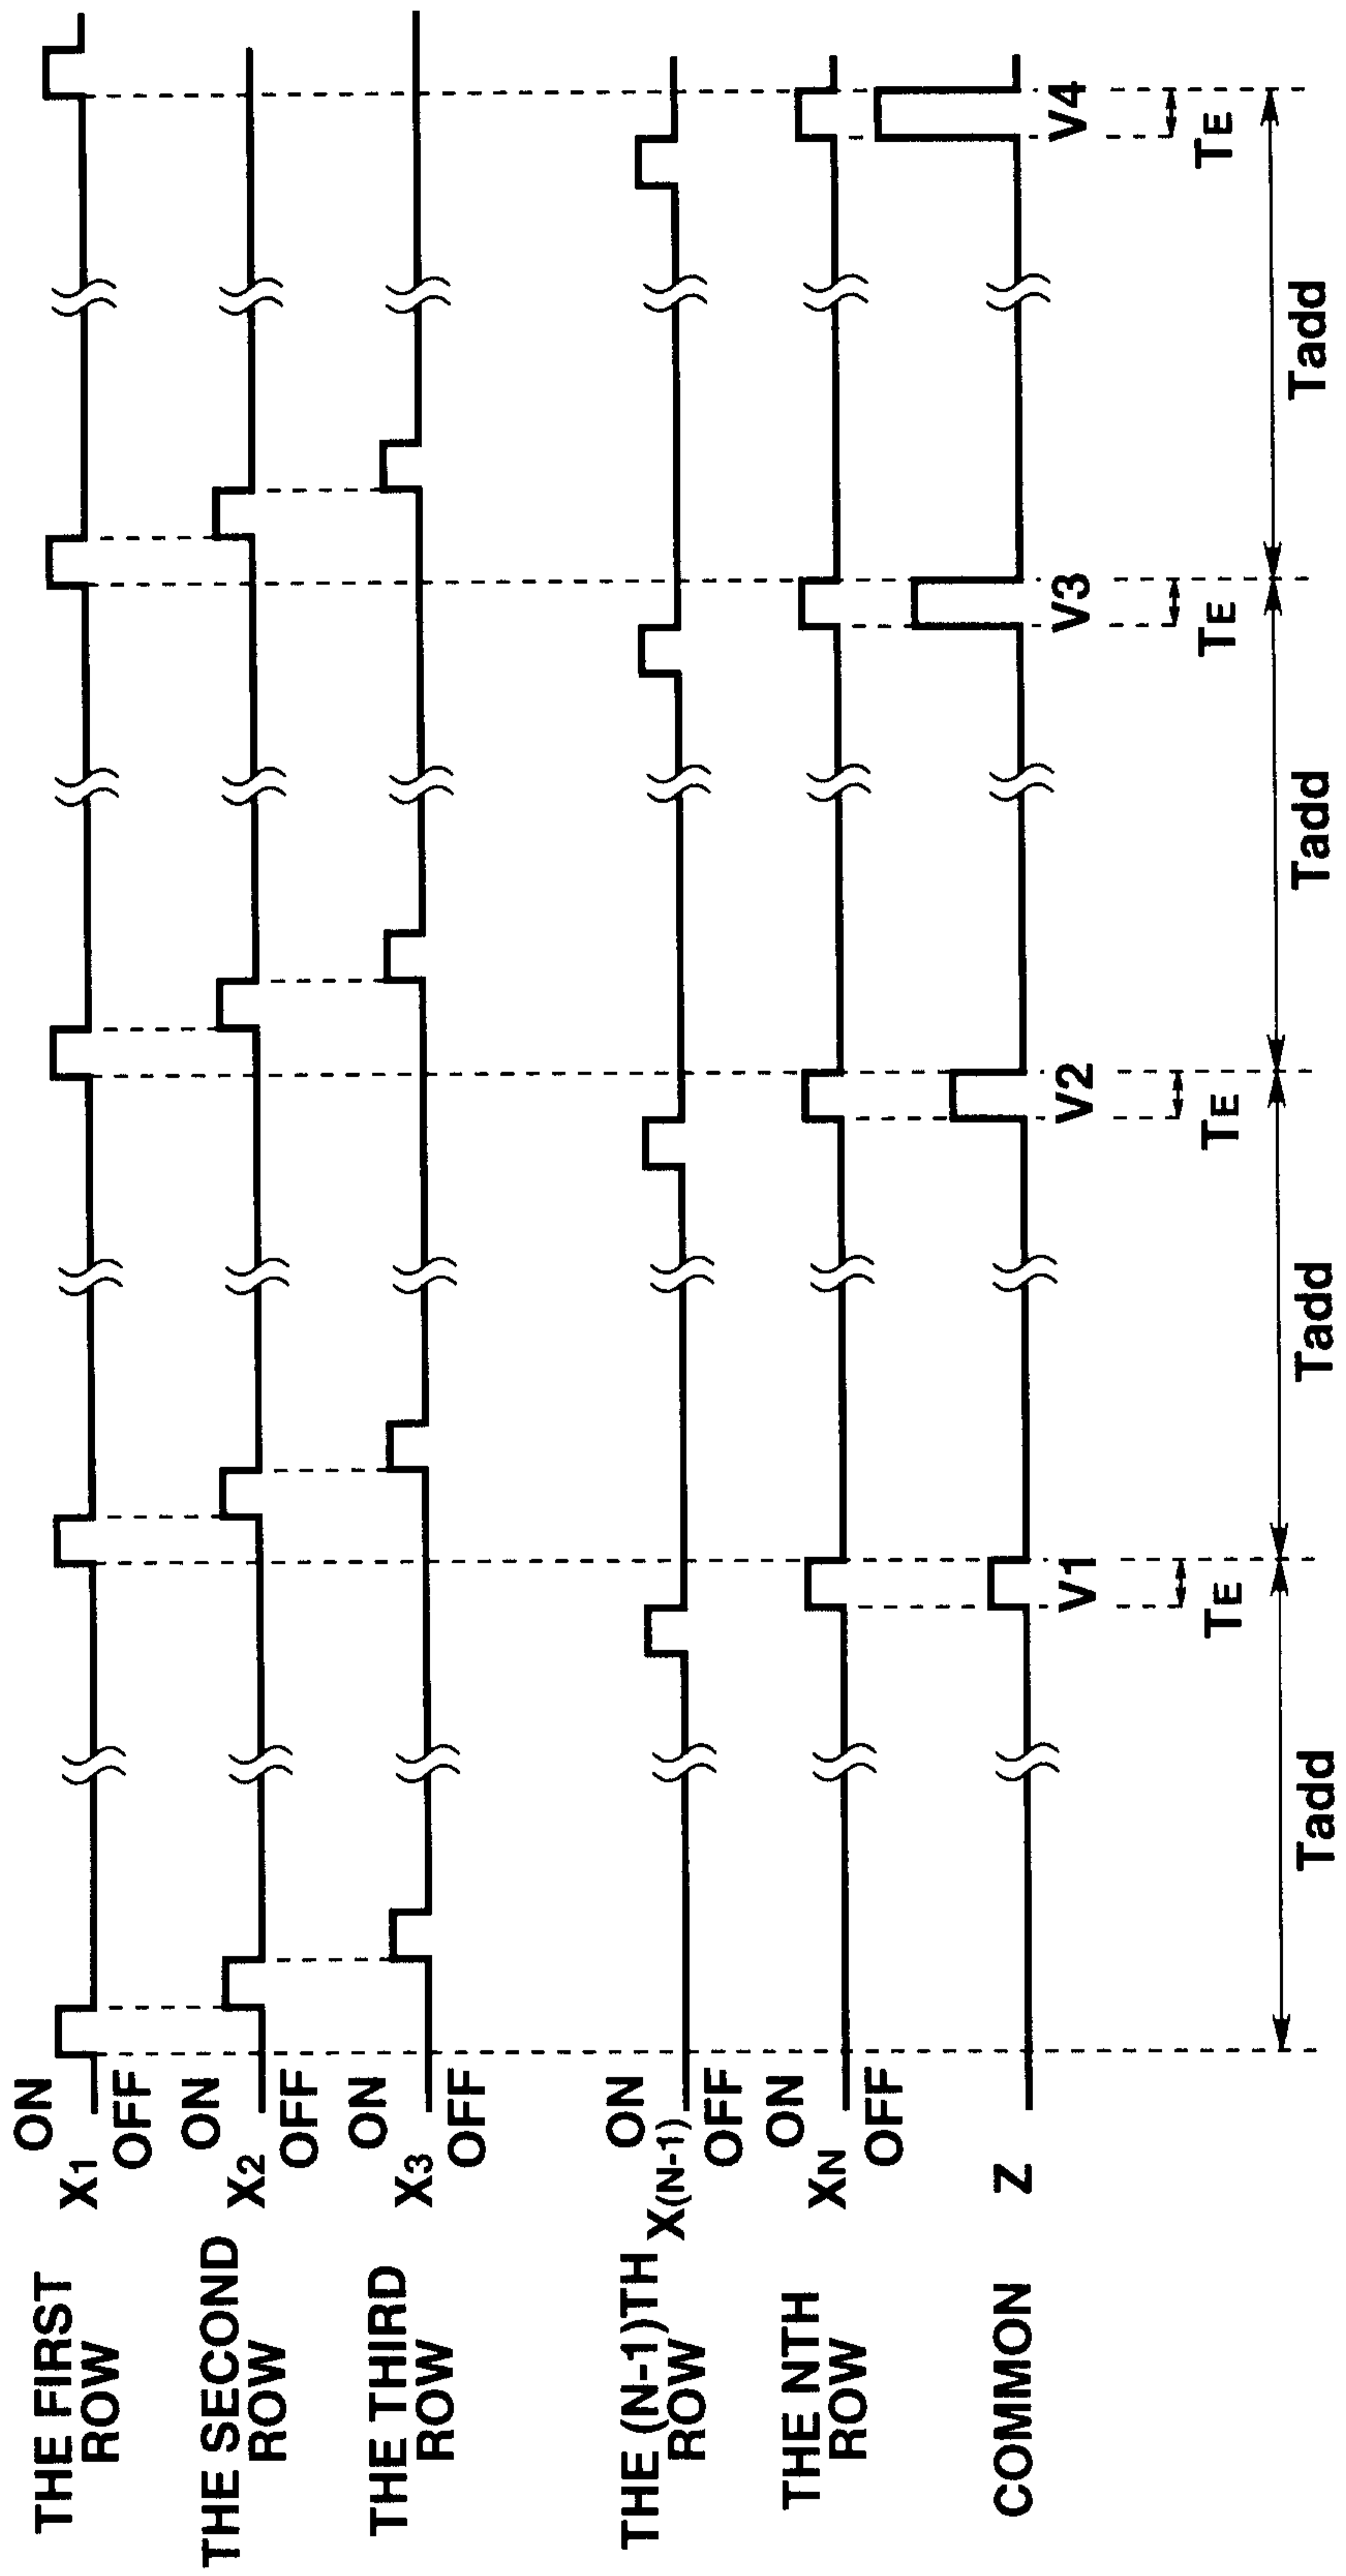 THE FIRST
ROW
X1
ON
OFF
THE SECOND
ROW
X2
ON
OFF
THE THIRD
ROW
X3
ON
OFF
THE (N-1)TH
ROW
X(N-1)
ON
OFF
THE NTH
ROW
XN
ON
OFF
COMMON Z
V1
V2
V3
V4
TE
TE
TE
TE
Tadd
Tadd
Tadd
Tadd